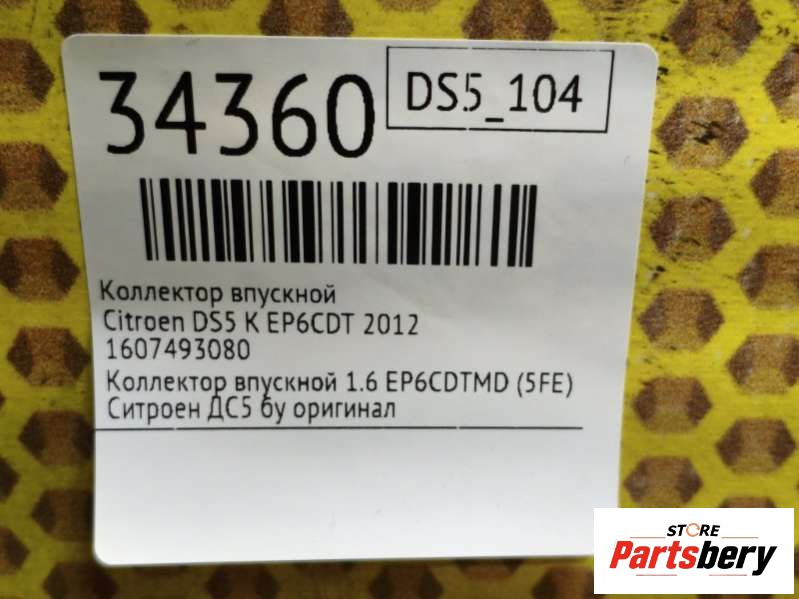 34360
DS5_104
Коллектор впускной
Citroen DS5 K EP6CDT 2012
1607493080
Коллектор впускной 1.6 EP6CDTMD (5FE)
Ситроен ДС5 бу оригинал
STORE
Partsbery